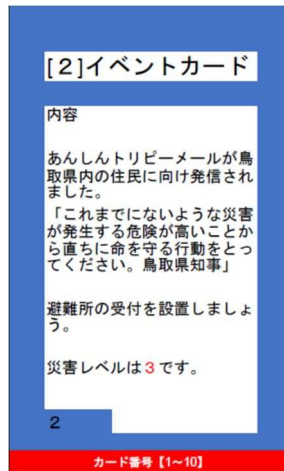 [2]イベントカード
内容
あんしんトリピーメールが鳥
取県内の住民に向け発信され
ました。
「これまでにないような災害
が発生する危険が高いことか
ら直ちに命を守る行動をとっ
てください。鳥取県知事」
避難所の受付を設置しましょ
う。
災害レベルは3です。
2
カード番号【1~10】